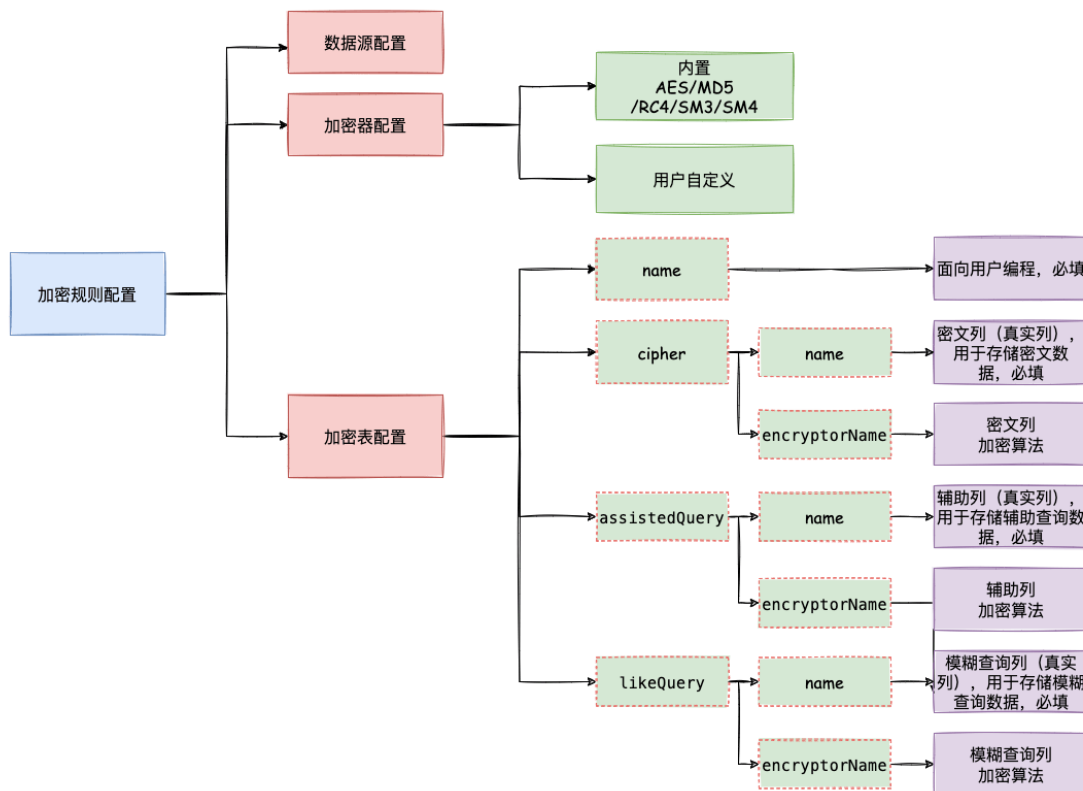 数据源配置
内置
AES/MD5
/RC4/SM3/SM4
加密器配置
用户自定义
加密规则配置
name
面向用户编程，必填
cipher
name
密文列（真实列），
用于存储密文数
据，必填
加密表配置
encryptorName
密文列
加密算法
assistedQuery
name
辅助列（真实列），
用于存储辅助查询数
据，必填
encryptorName
辅助列
加密算法
likeQuery
name
模糊查询列（真实
列），用于存储模糊
查询数据，必填
encryptorName
模糊查询列
加密算法